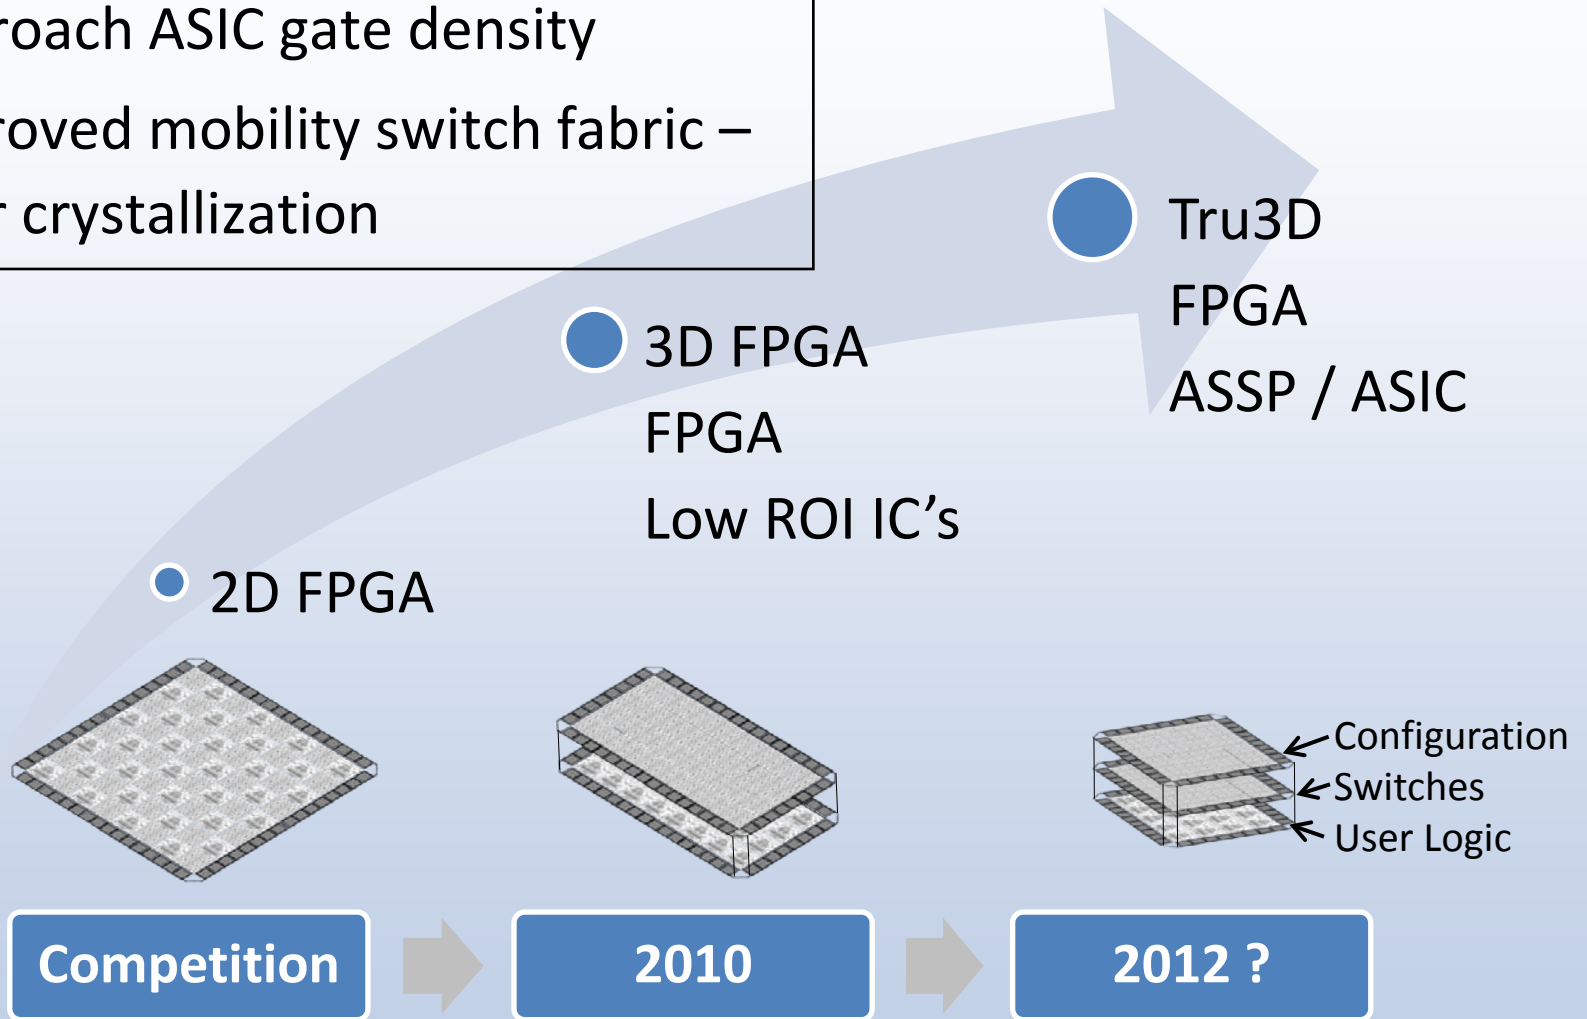 roach ASIC gate density
roved mobility switch fabric –
r crystallization
Tru3D
FPGA
ASSP / ASIC
3D FPGA
FPGA
Low ROI IC’s
2D FPGA
Configuration
Switches
User Logic
Competition
2010
2012 ?